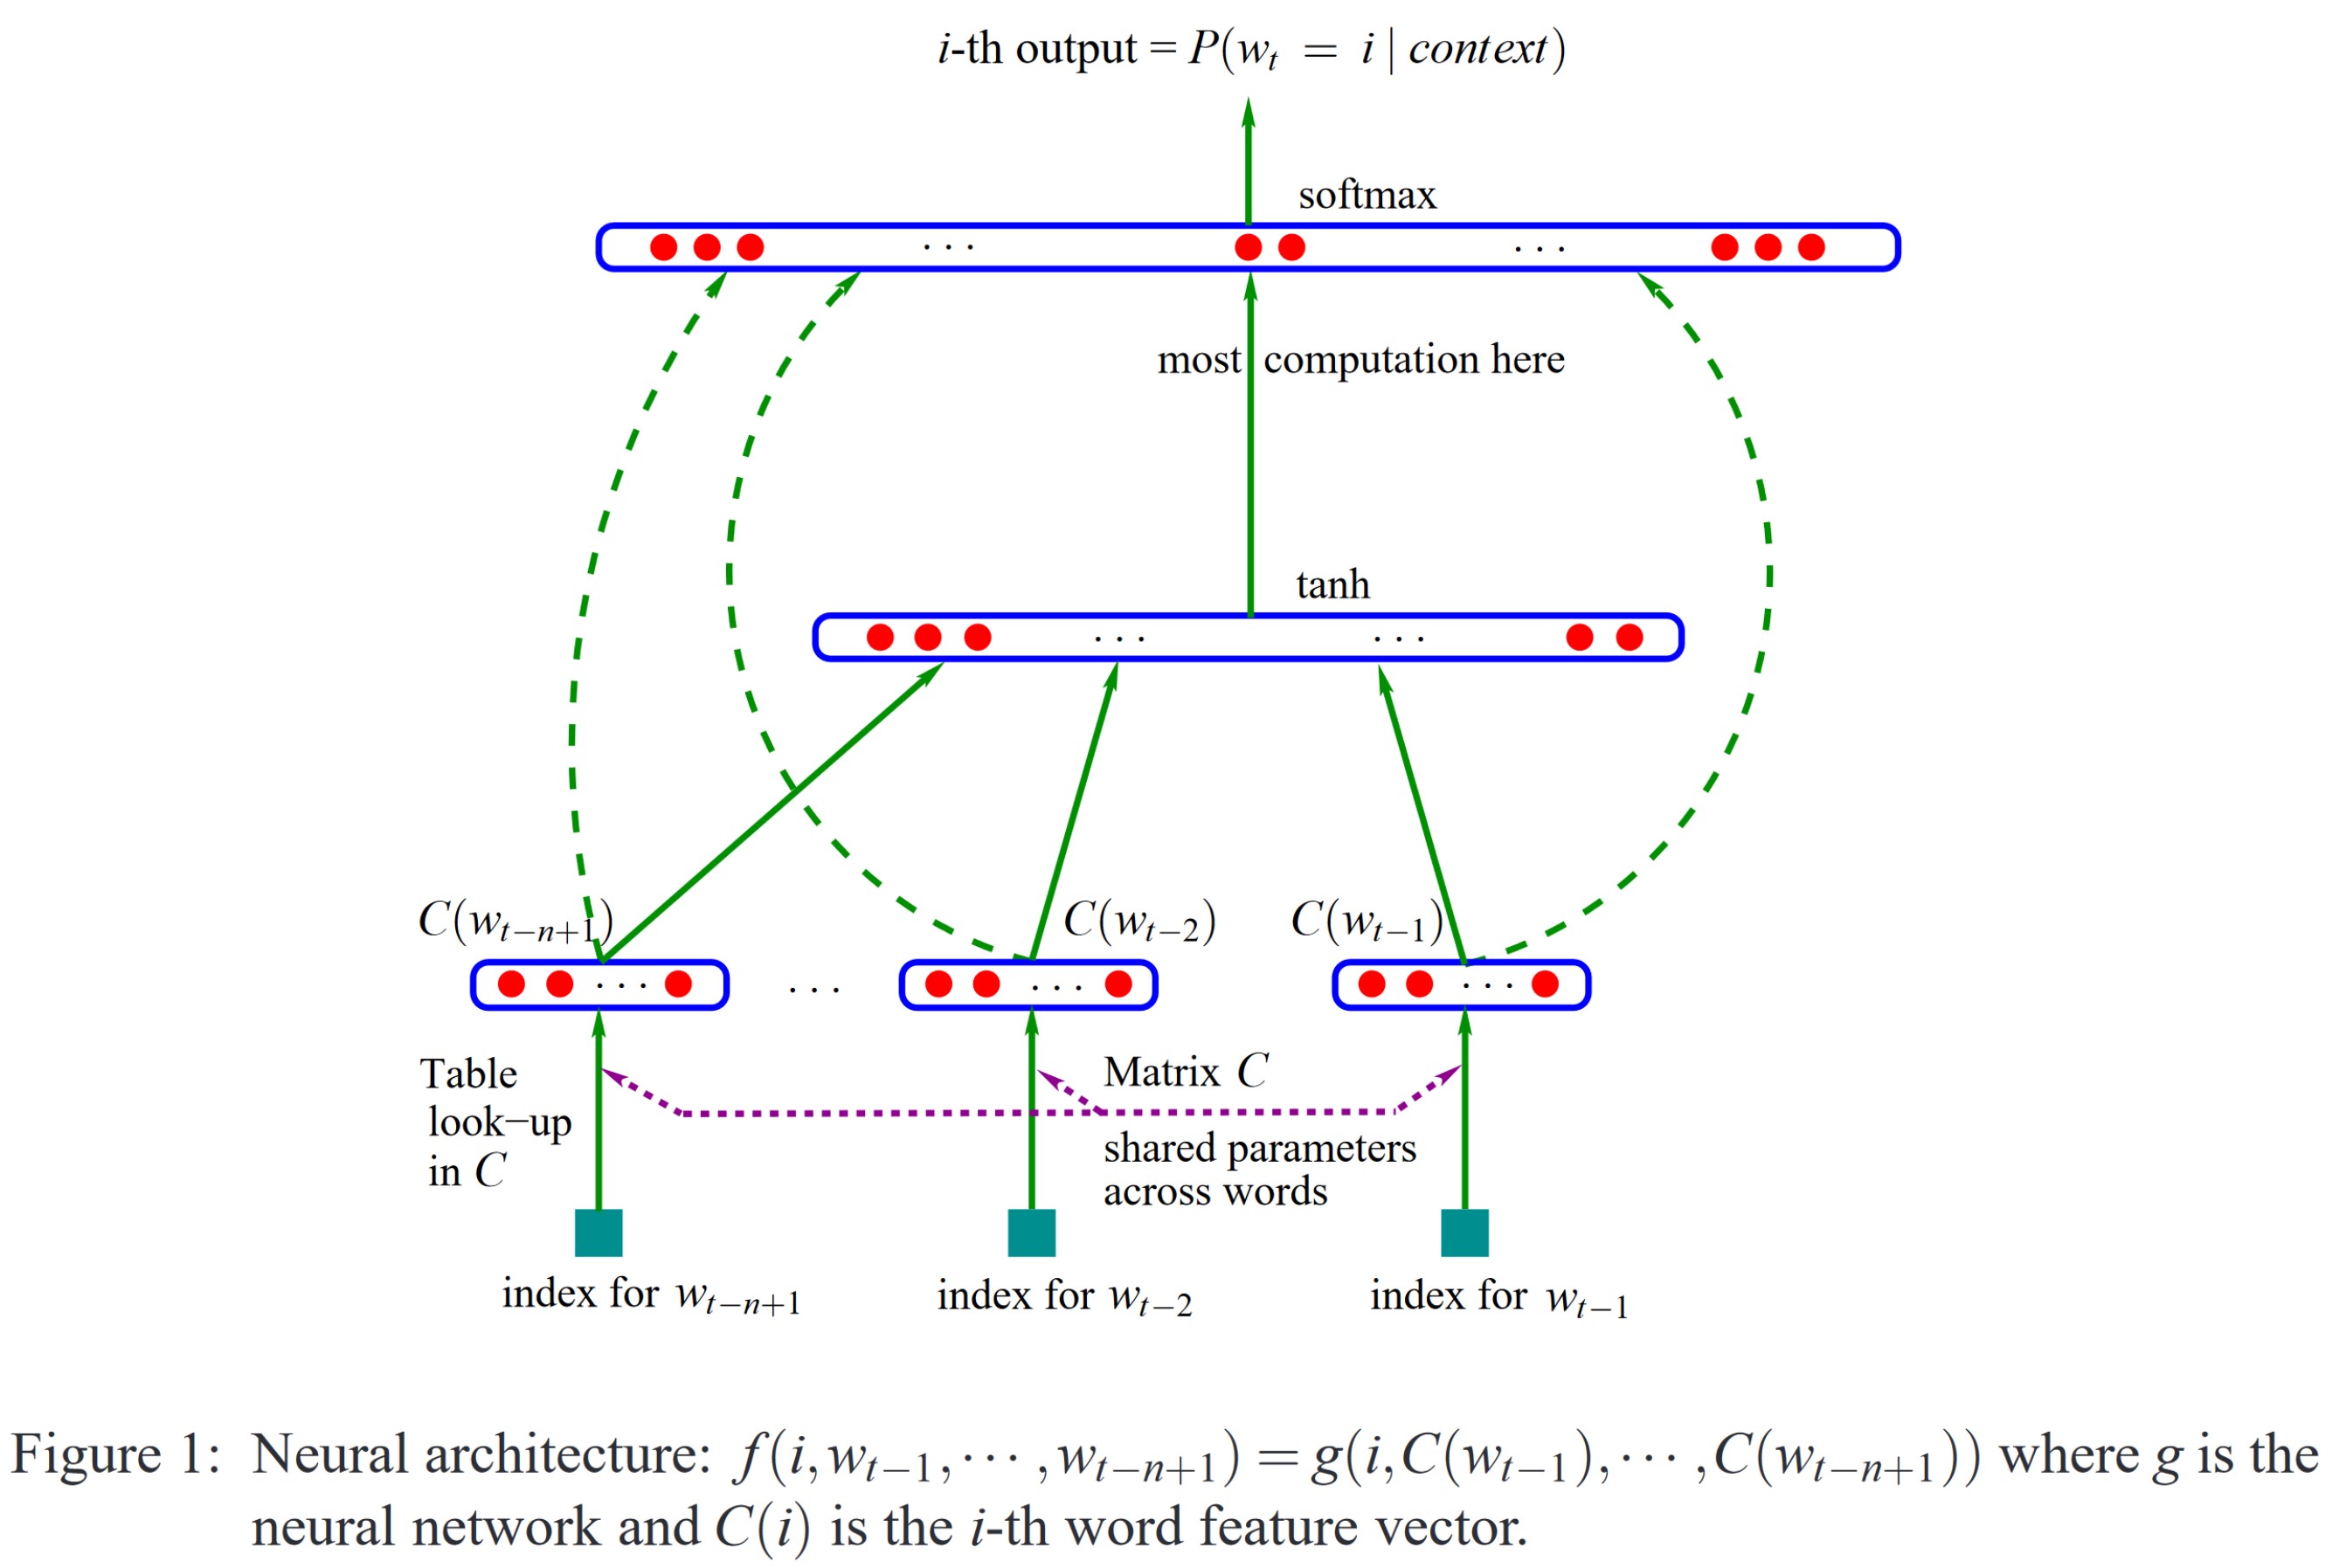 i-th output = P(w_t = i | context)
softmax
. . .
. . .
most computation here
tanh
. . .
. . .
C(w_{t−n+1})
C(w_{t−2})
C(w_{t−1})
. . .
. . .
. . .
. . .
Table
look−up
in C
Matrix C
shared parameters
across words
index for w_{t−n+1}
index for w_{t−2}
index for w_{t−1}
Figure 1: Neural architecture: f(i, w_{t−1}, ··· , w_{t−n+1}) = g(i, C(w_{t−1}), ··· , C(w_{t−n+1})) where g is the
neural network and C(i) is the i-th word feature vector.